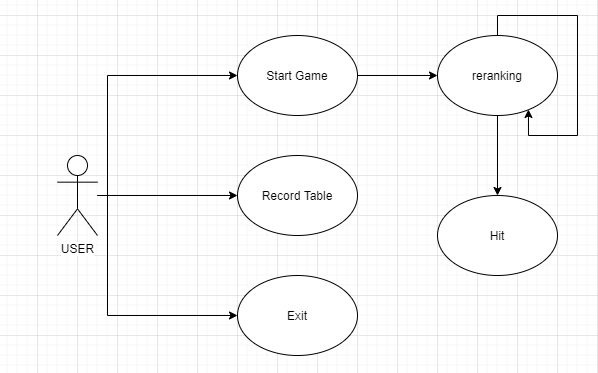 Start Game
reranking
Record Table
USER
Hit
Exit